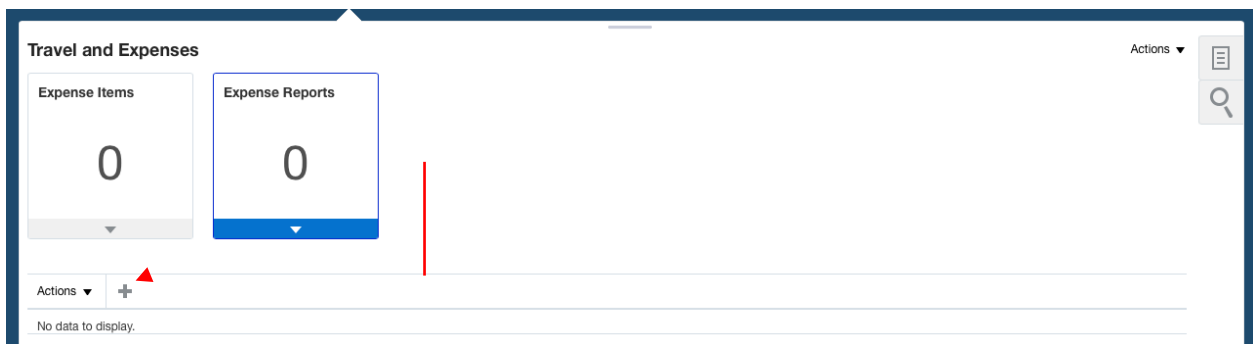 Travel and Expenses
Actions
Expense Items
Expense Reports
0
0
Actions
No data to display.